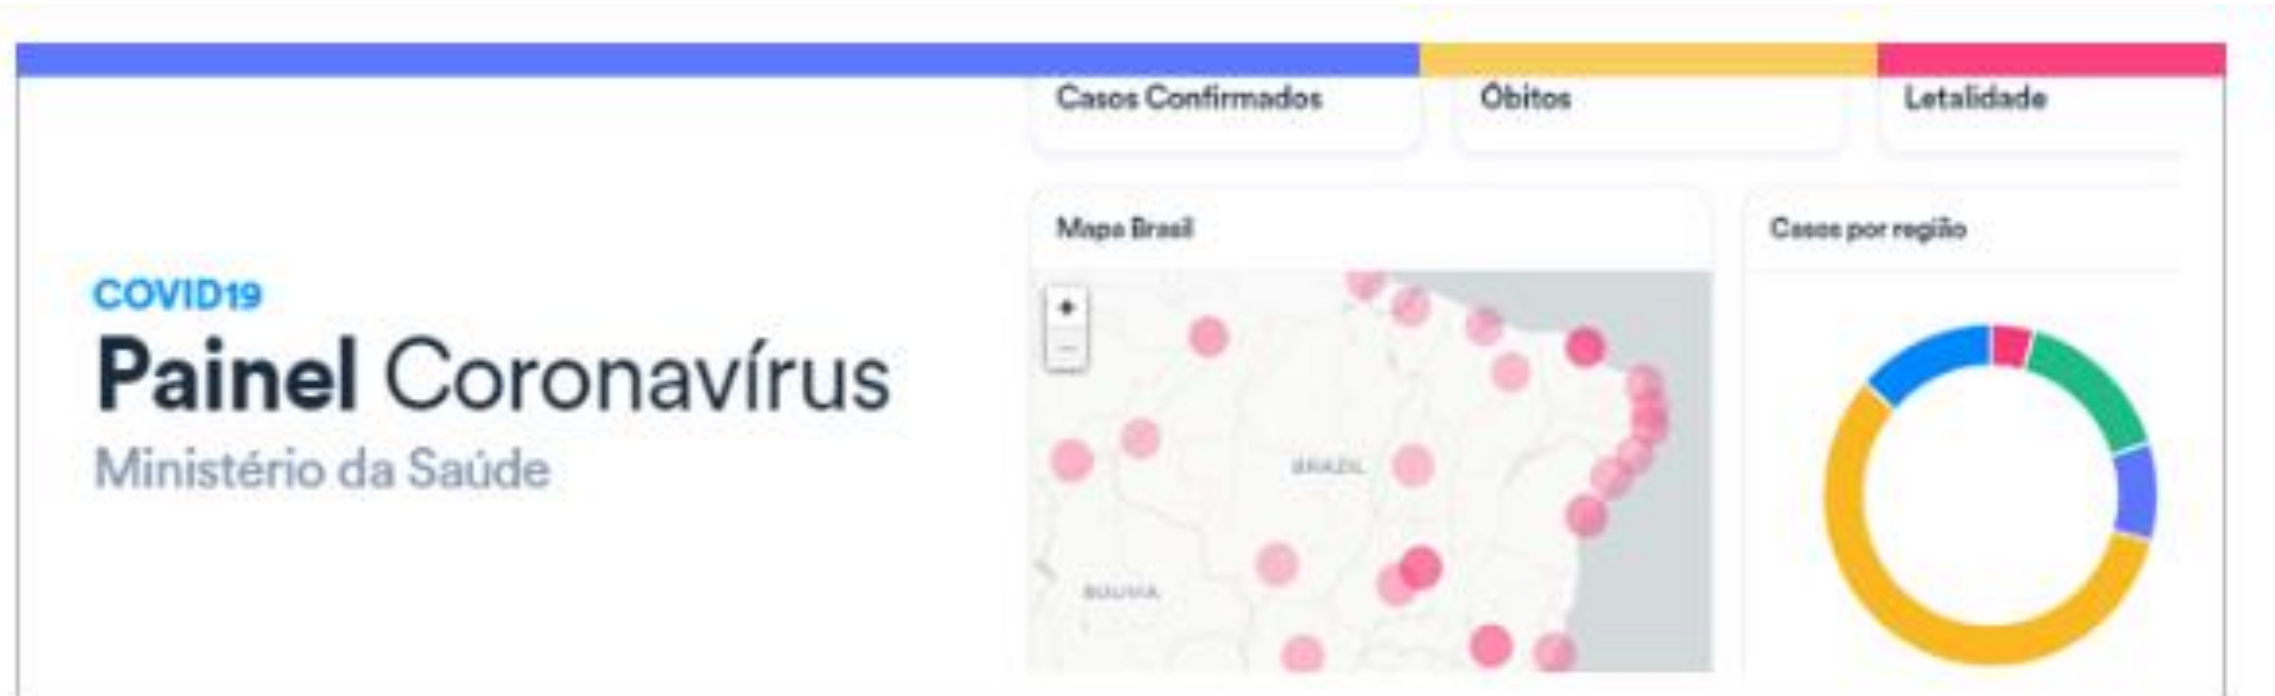 Casos Confirmados
Óbitos
Letalidade
COVID19
Painel Coronavírus
Ministério da Saúde
Mapa Brasil
+
−
BRAZIL
BOLIVIA
Casos por região